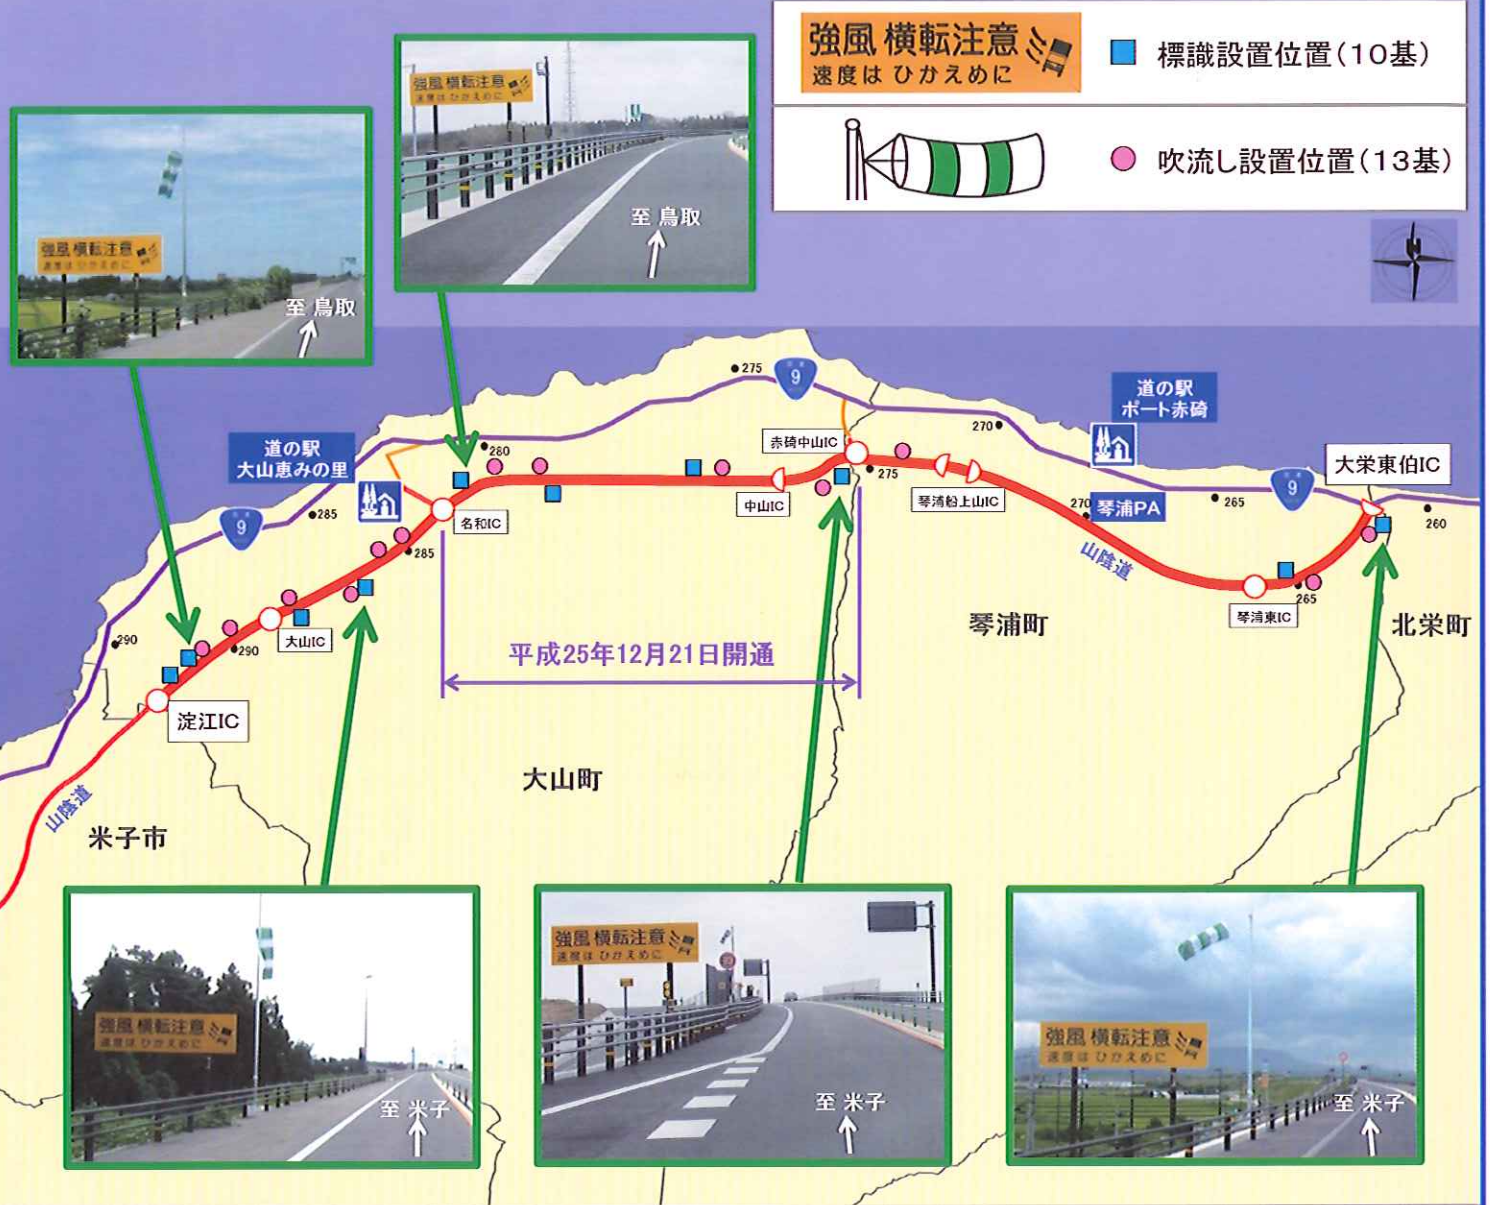 強風 横転注意
速度は ひかえめに
標識設置位置(10基)
吹流し設置位置(13基)
N
強風 横転注意
速度は ひかえめに
至 鳥取
強風 横転注意
速度は ひかえめに
至 鳥取
275
9
道の駅
ポート赤碕
270
道の駅
大山恵みの里
280
赤碕中山IC
275
大栄東伯IC
9
285
9
名和IC
中山IC
琴浦船上山IC
270
琴浦PA
265
260
285
山陰道
琴浦町
琴浦東IC
265
北栄町
290
大山IC
290
平成25年12月21日開通
淀江IC
大山町
山陰道
米子市
強風 横転注意
速度は ひかえめに
至 米子
強風 横転注意
速度は ひかえめに
至 米子
強風 横転注意
速度は ひかえめに
至 米子